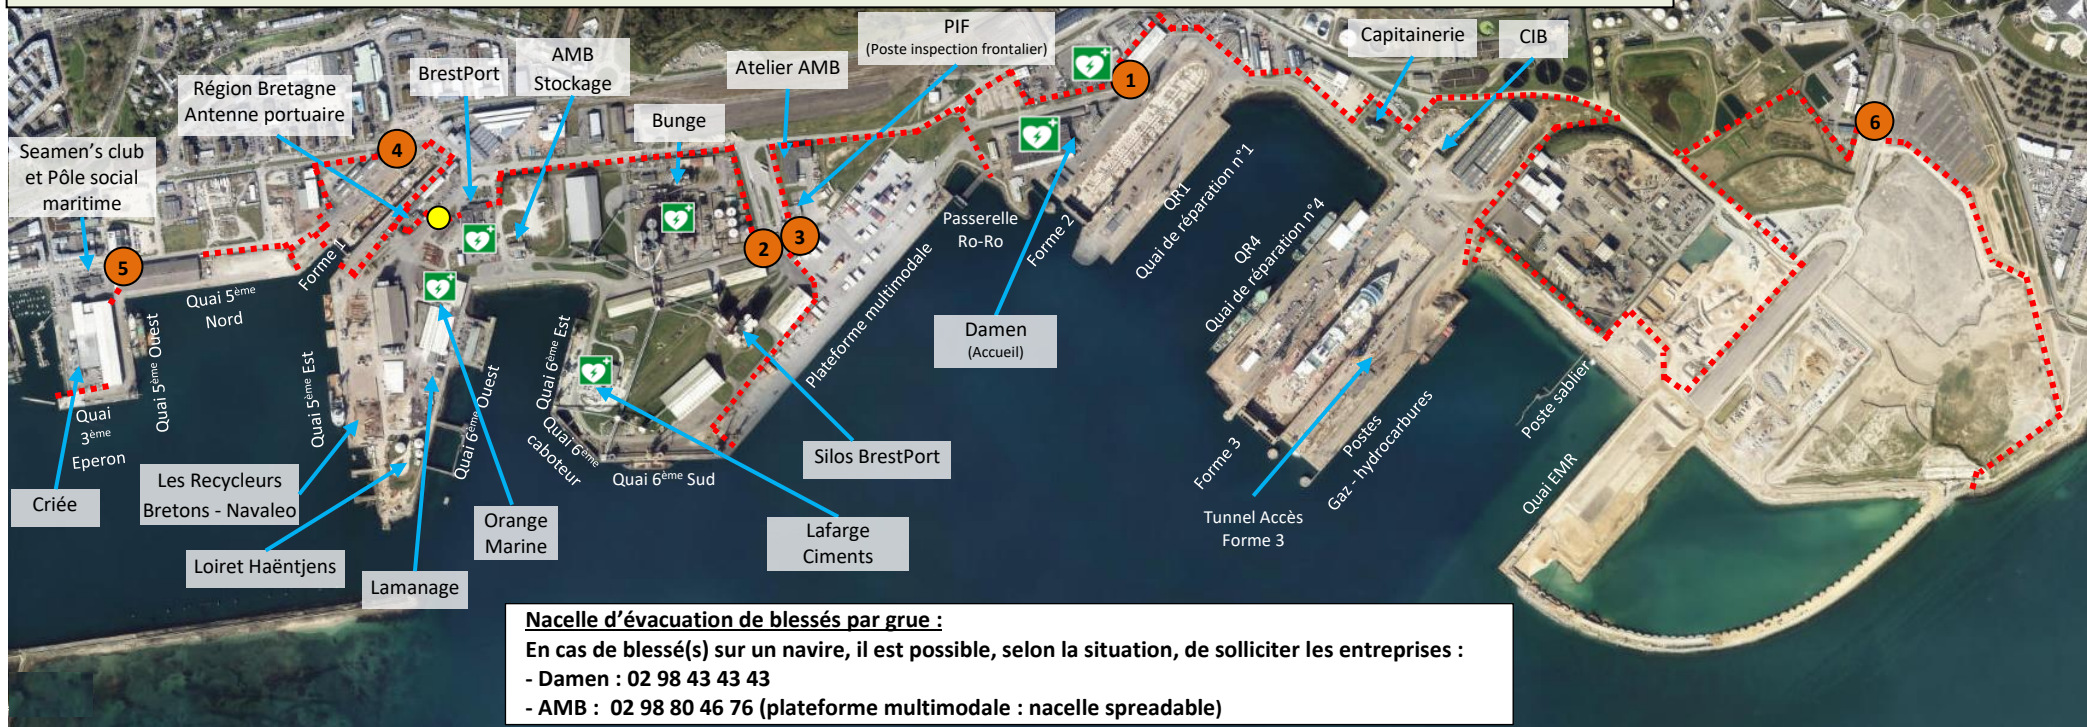 PIF
(Poste inspection frontalier)
Capitainerie
CIB
AMB
Stockage
BrestPort
Atelier AMB
Région Bretagne
Antenne portuaire
Bunge
1
6
4
Seamen's club
et Pôle social
maritime
5
2
3
Forme 1
Quai 5ème
Nord
Passerelle
Ro-Ro
Forme 2
QR1
Quai de réparation n°1
QR4
Quai de réparation n°4
Plateforme multimodale
Damen
(Accueil)
Quai 5ème Ouest
Quai 5ème Est
Quai 6ème Ouest
Quai 6ème Est
Quai 6ème
caboteur
Quai 6ème Sud
Quai
3ème
Eperon
Criée
Les Recycleurs
Bretons - Navaleo
Loiret Haëntjens
Lamanage
Orange
Marine
Silos BrestPort
Lafarge
Ciments
Forme 3
Tunnel Accès
Forme 3
Postes
Gaz - hydrocarbures
Poste sablier
Quai EMR
Nacelle d'évacuation de blessés par grue :
En cas de blessé(s) sur un navire, il est possible, selon la situation, de solliciter les entreprises :
- Damen : 02 98 43 43 43
- AMB : 02 98 80 46 76 (plateforme multimodale : nacelle spreadable)